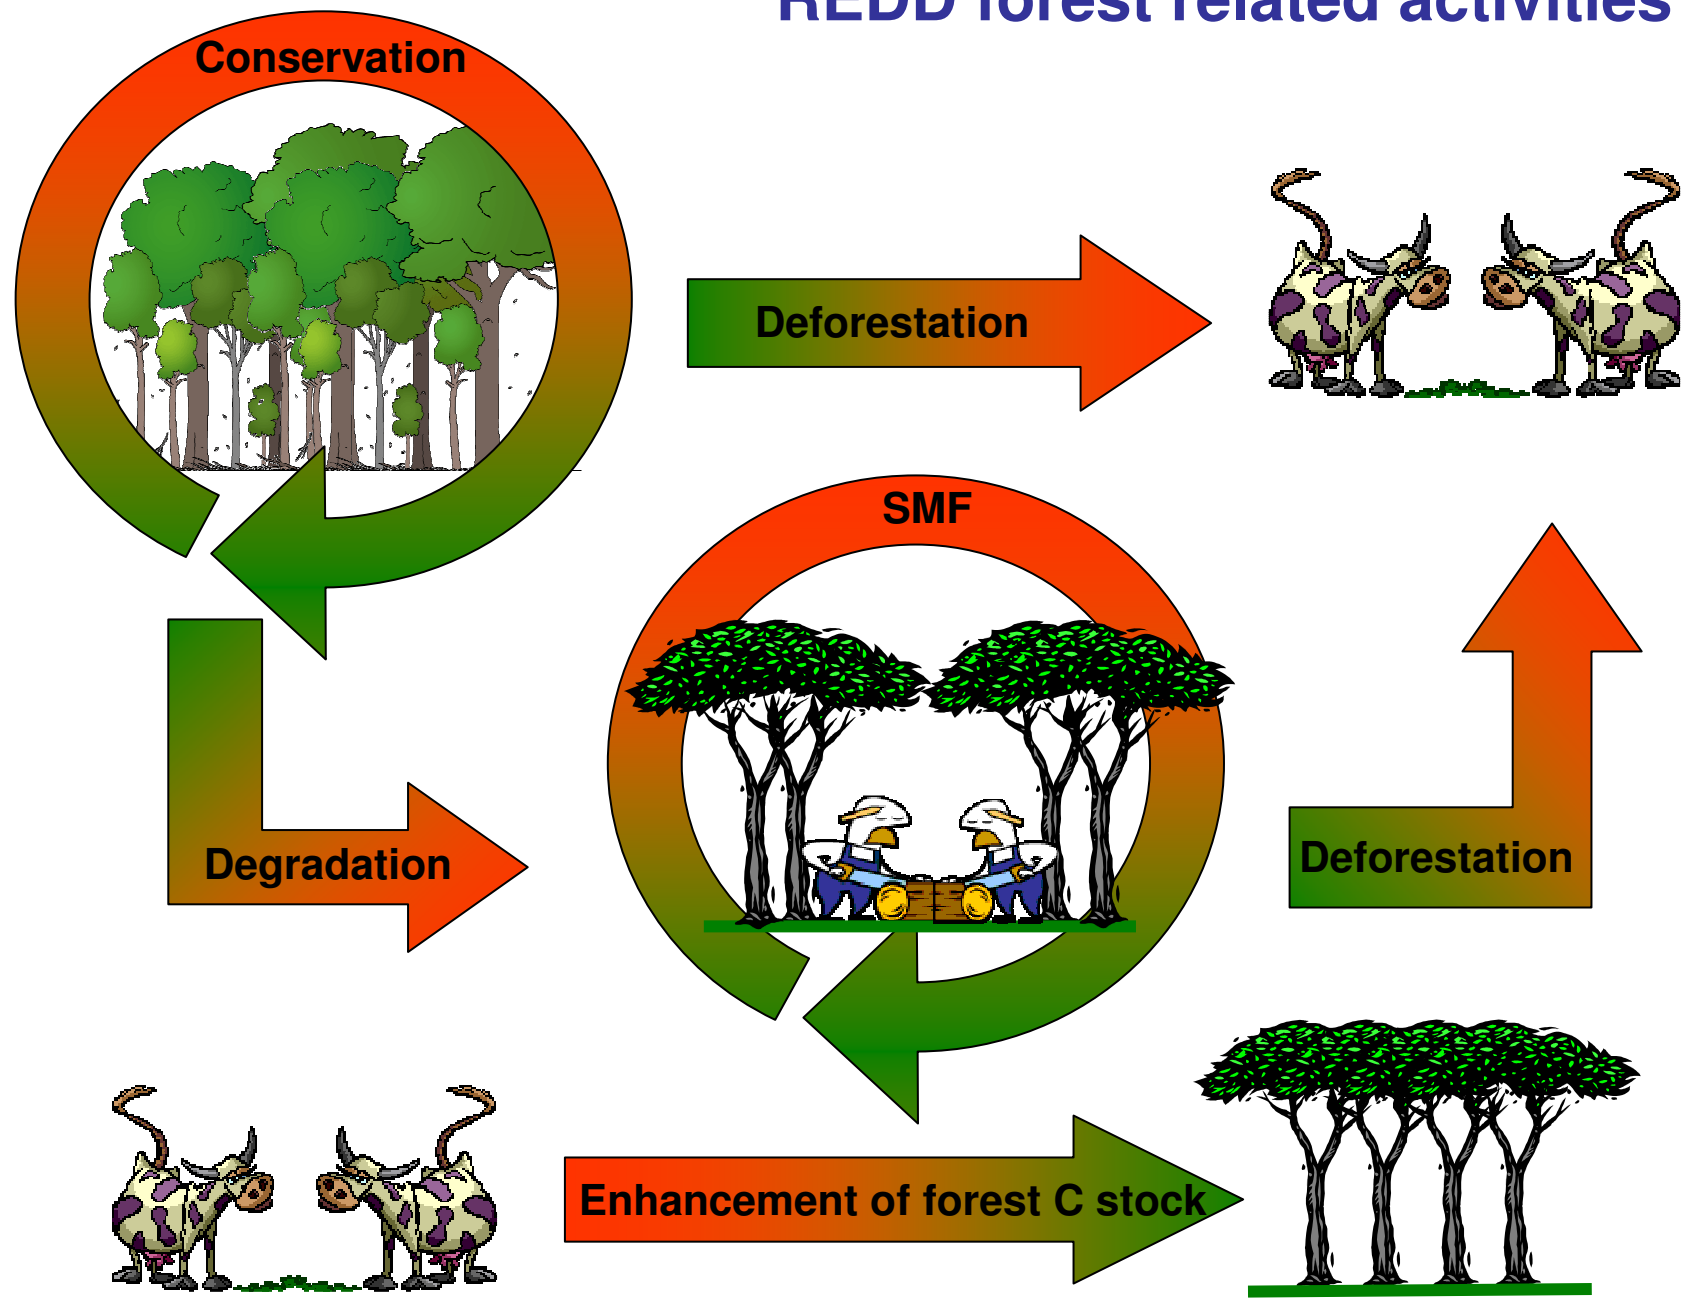 REDD forest related activities
Conservation
Deforestation
SMF
Degradation
Deforestation
Enhancement of forest C stock